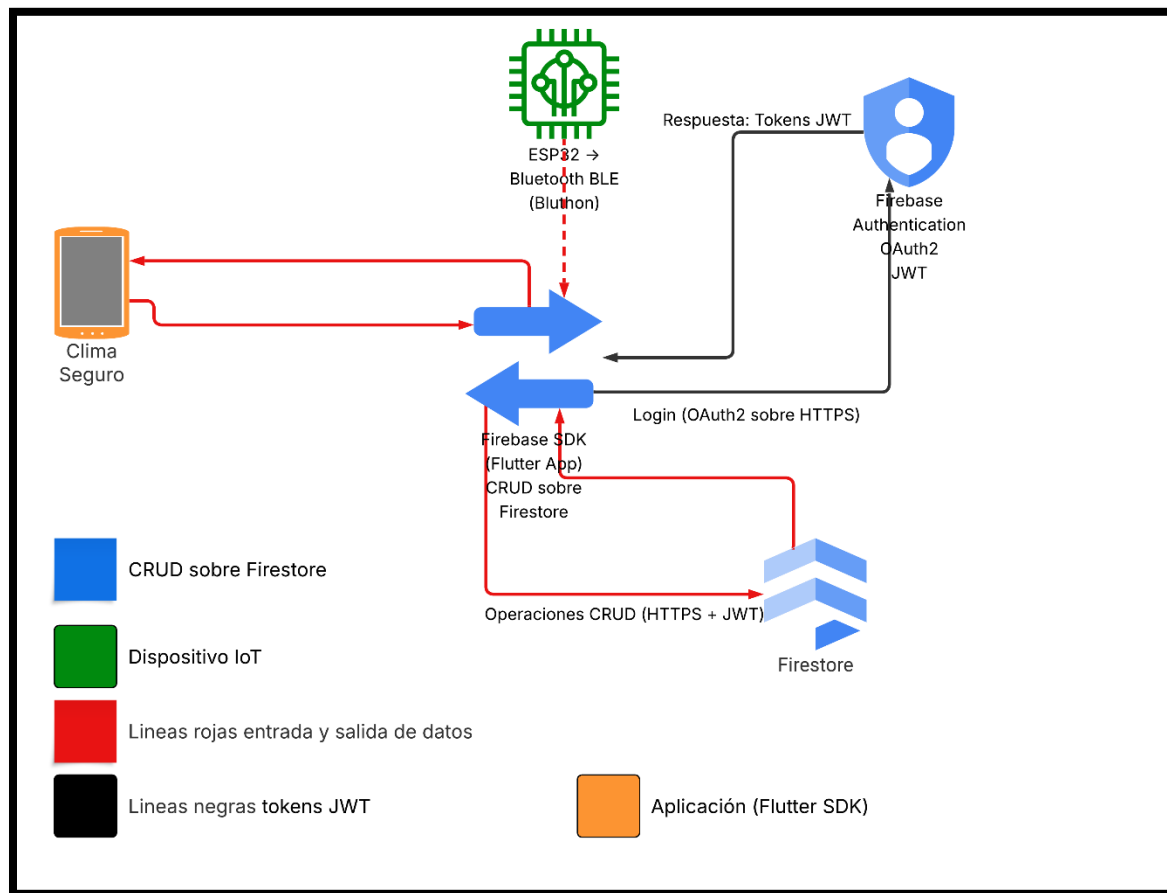 ESP32 →
Bluetooth BLE
(Bluthon)
Respuesta: Tokens JWT
Firebase
Authentication
OAuth2
JWT
Clima
Seguro
Login (OAuth2 sobre HTTPS)
Firebase SDK
(Flutter App)
CRUD sobre
Firestore
Operaciones CRUD (HTTPS + JWT)
Firestore
CRUD sobre Firestore
Dispositivo IoT
Lineas rojas entrada y salida de datos
Lineas negras tokens JWT
Aplicación (Flutter SDK)